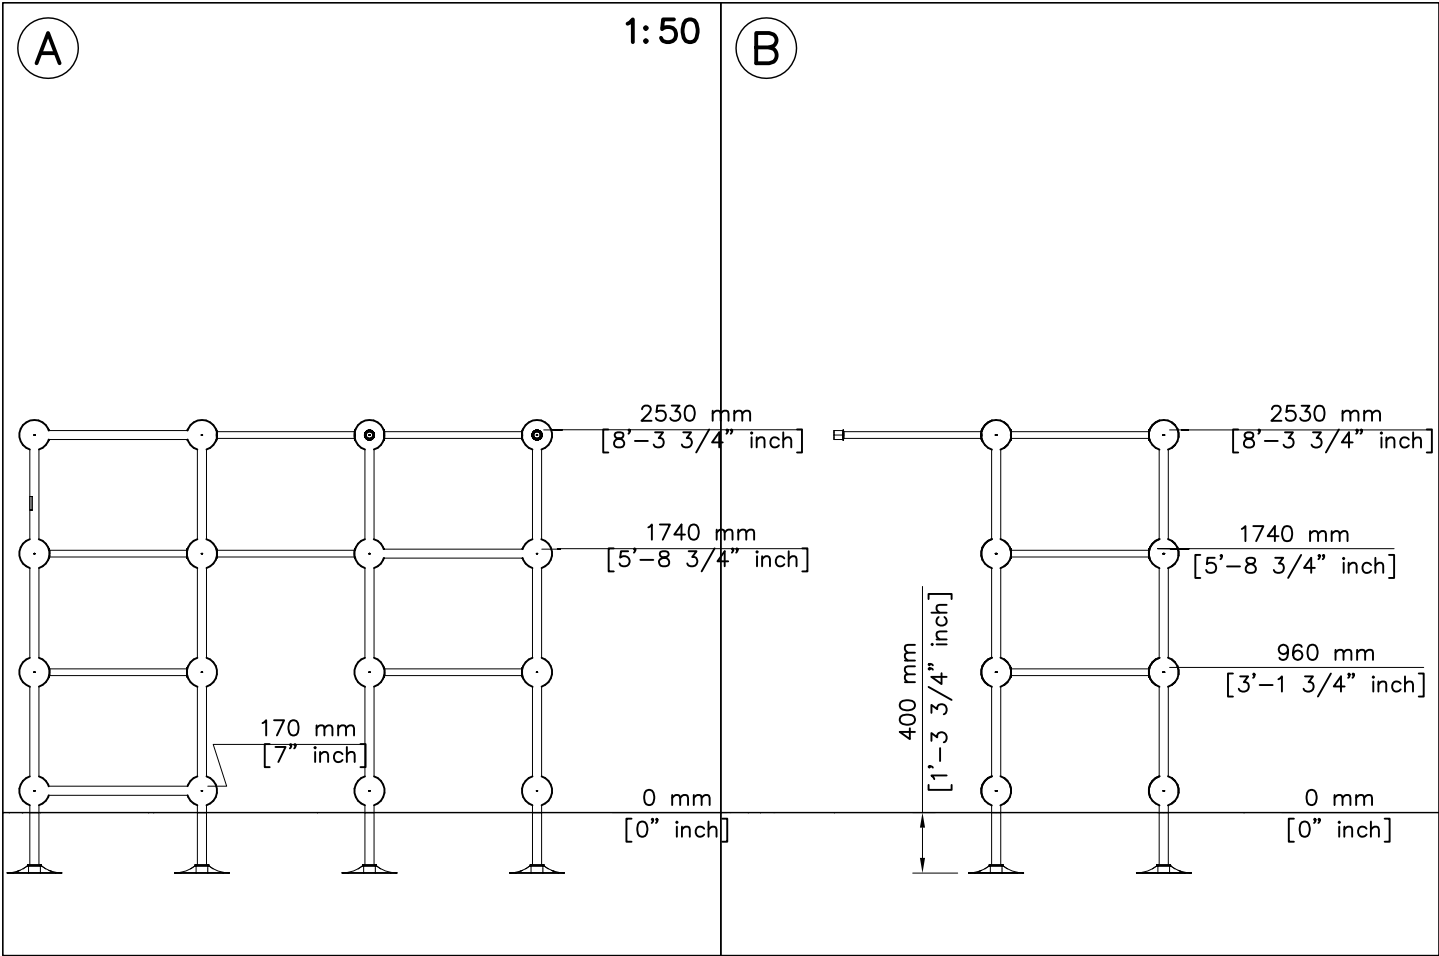 A
1:50
2530 mm
[8'-3 3/4" inch]
1740 mm
[5'-8 3/4" inch]
170 mm
[7" inch]
0 mm
[0" inch]
B
2530 mm
[8'-3 3/4" inch]
1740 mm
[5'-8 3/4" inch]
960 mm
[3'-1 3/4" inch]
400 mm
[1'-3 3/4" inch]
0 mm
[0" inch]